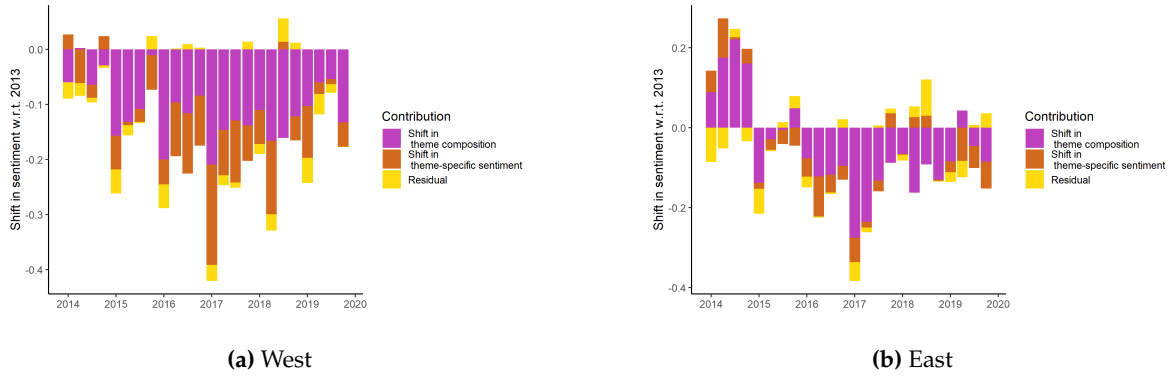 Shift in sentiment w.r.t. 2013
0.0
-0.1
-0.2
-0.3
-0.4
2014 2015 2016 2017 2018 2019 2020
Contribution
Shift in
theme composition
Shift in
theme-specific sentiment
Residual
(a) West
Shift in sentiment w.r.t. 2013
0.2
0.0
-0.2
-0.4
2014 2015 2016 2017 2018 2019 2020
Contribution
Shift in
theme composition
Shift in
theme-specific sentiment
Residual
(b) East